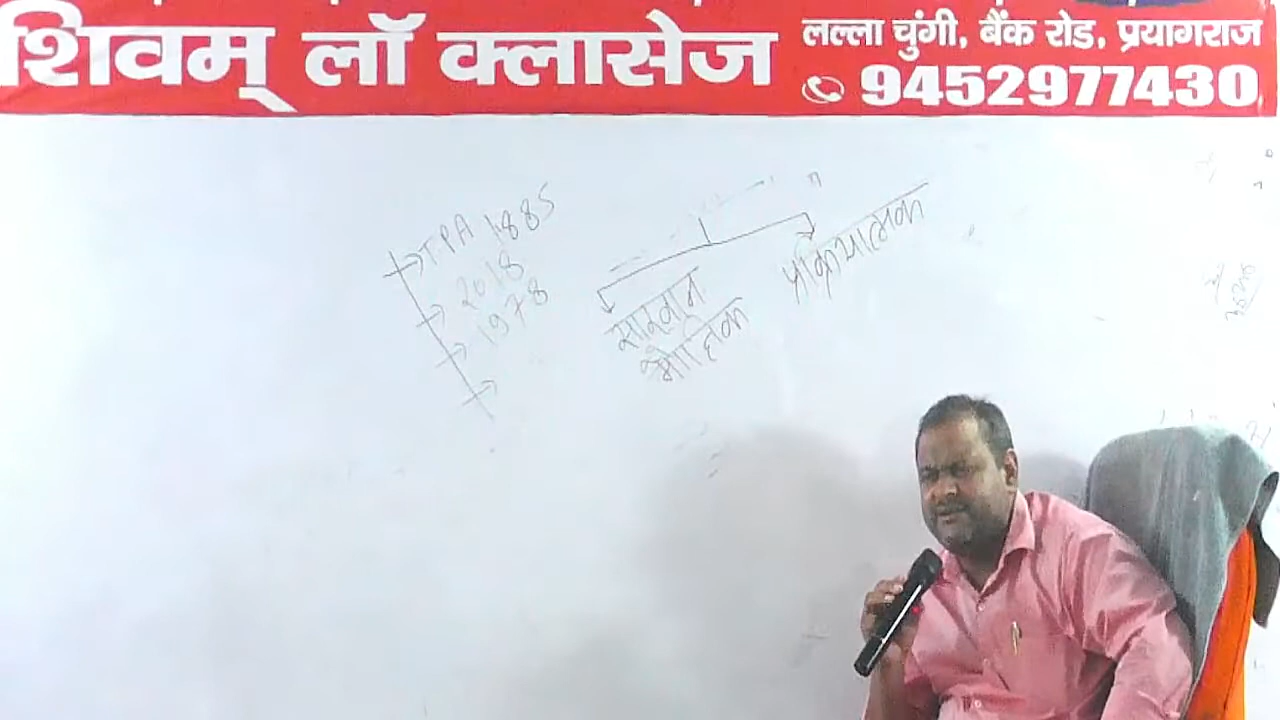 शिवम् लॉ क्लासेज
लल्ला चुंगी, बैंक रोड, प्रयागराज
9452977430
TPA 1885
2018
1978
सारवान
भौतिक
प्रक्रियात्मक